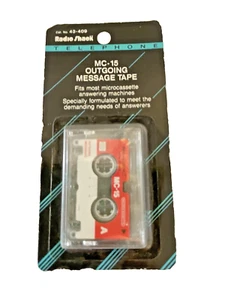 Cat. No. 43-409
Radio Shack
TELEPHONE
MC-15
OUTGOING
MESSAGE TAPE
Fits most microcassette
answering machines
Specially formulated to meet the
demanding needs of answerers
MC-15
A